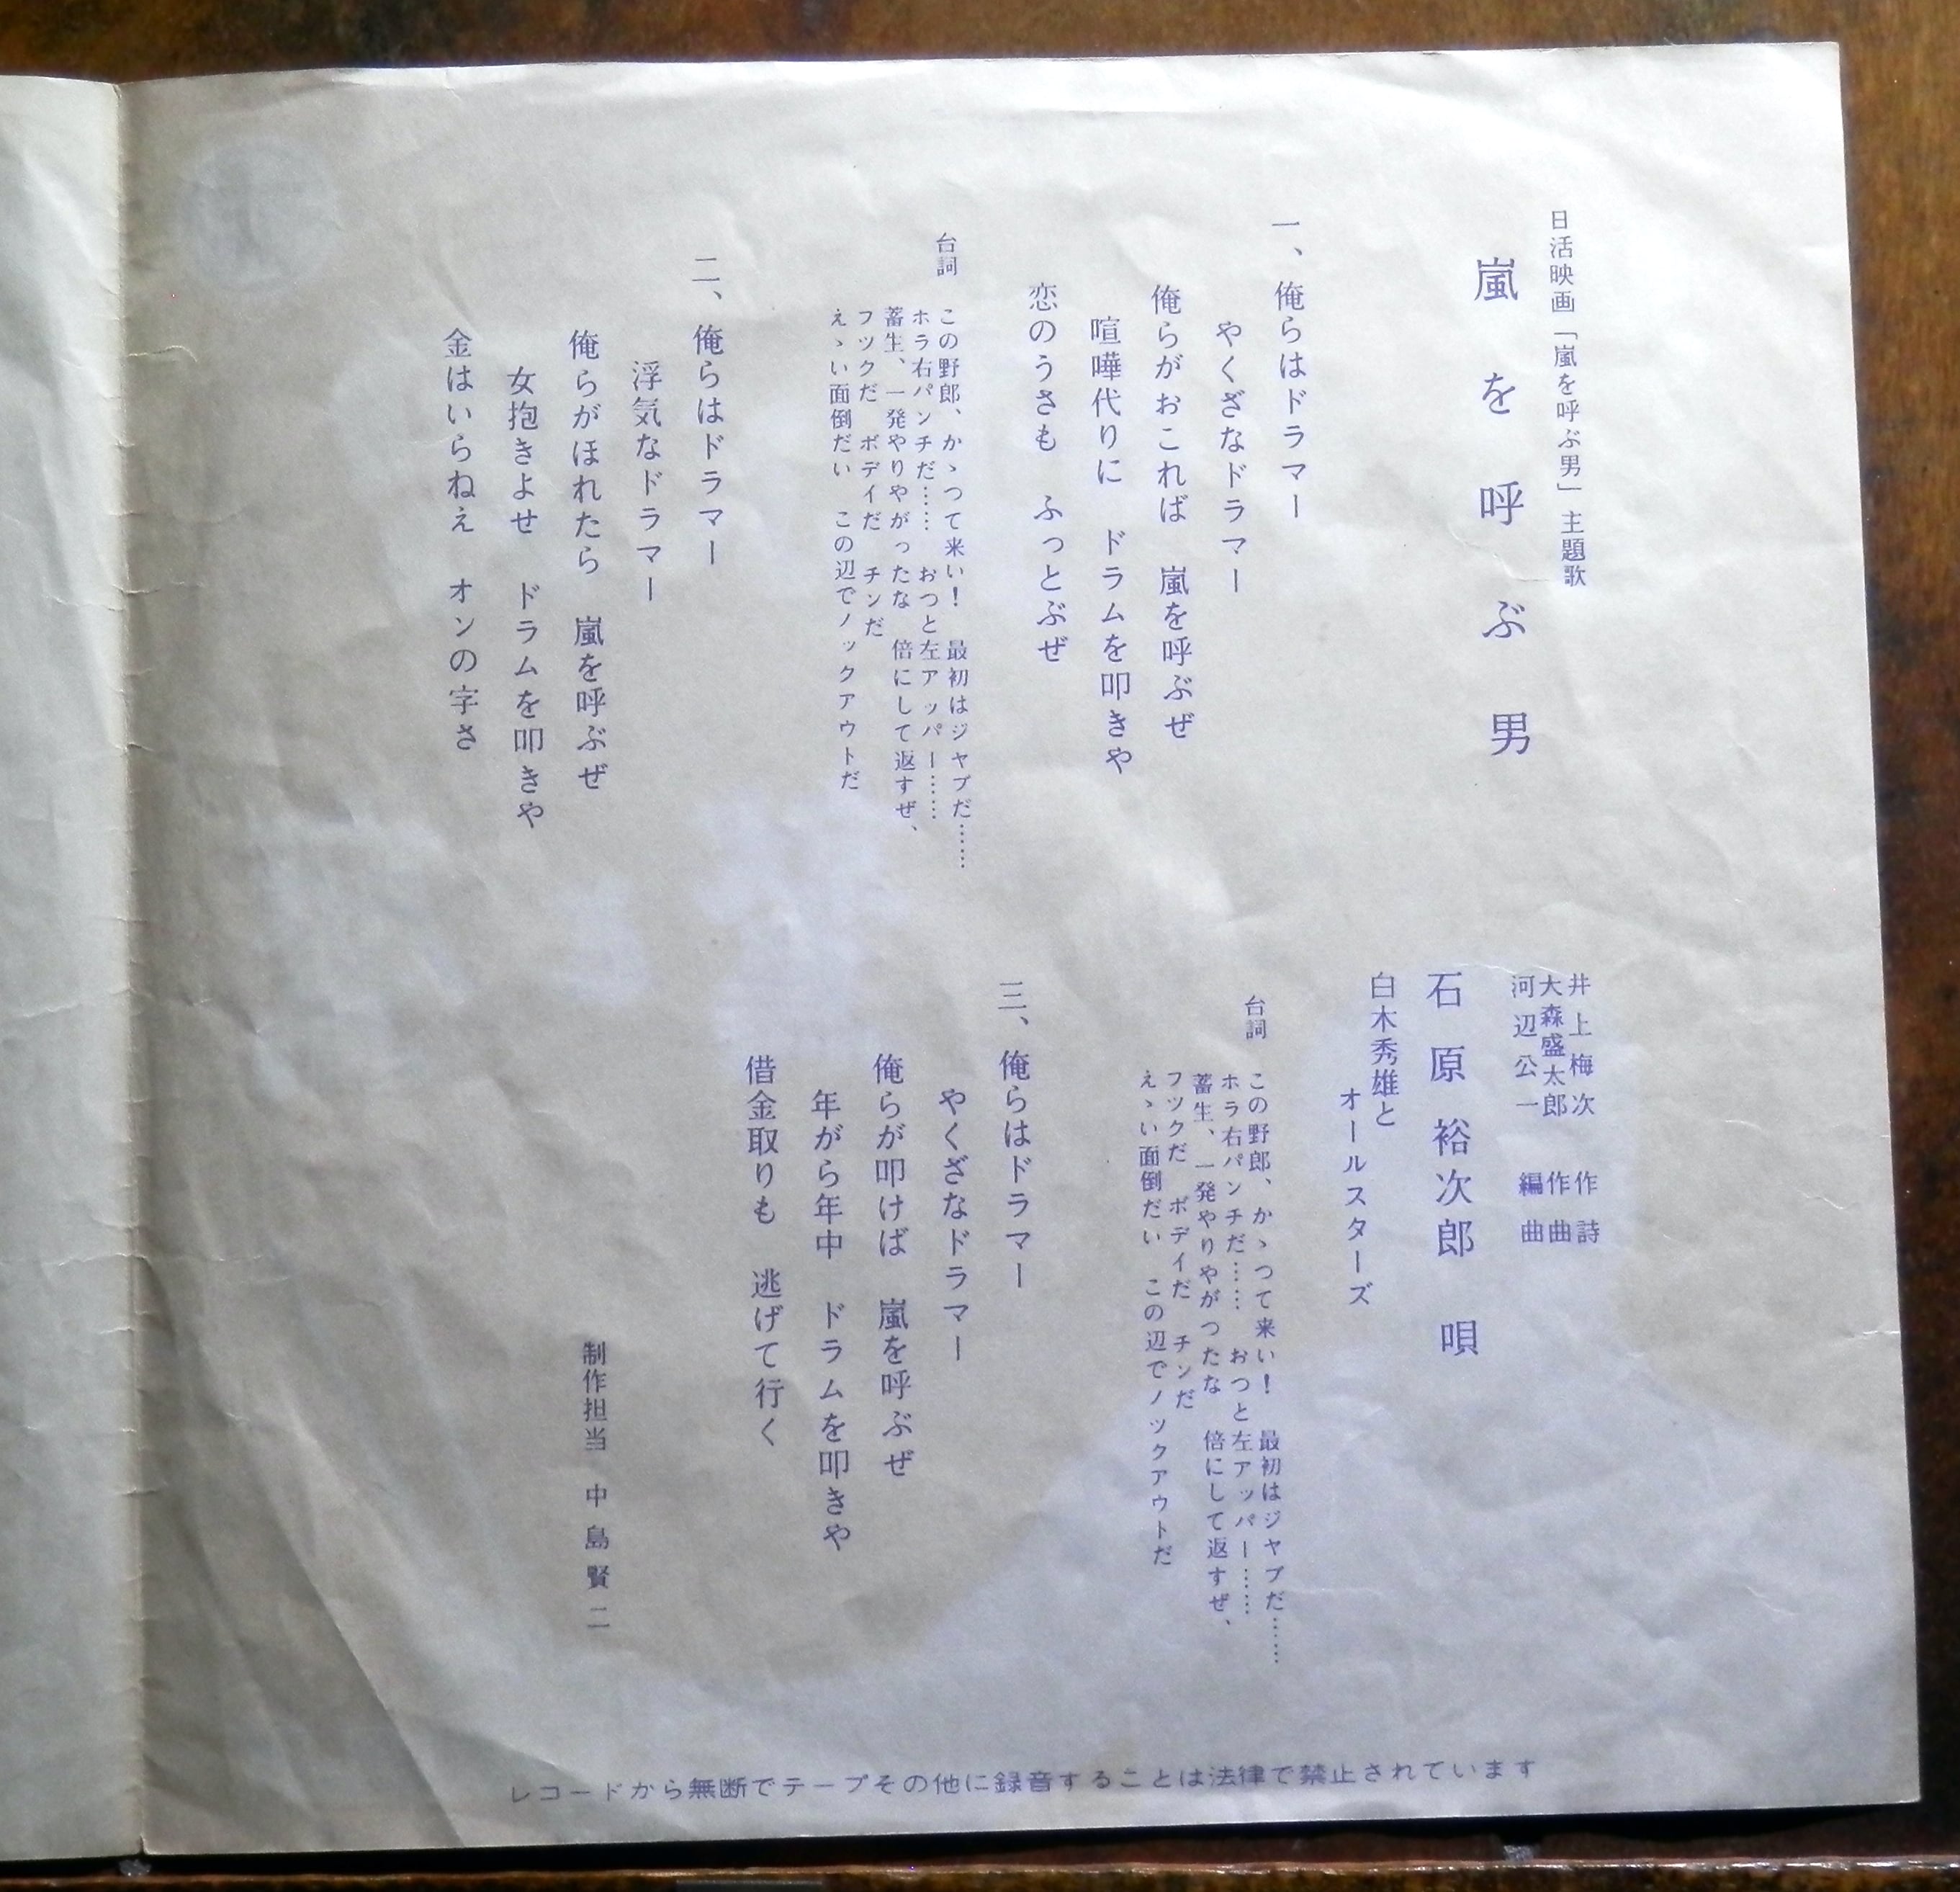 日活映画「嵐を呼ぶ男」主題歌
嵐を呼ぶ男
井上梅次 作詩
大森盛太郎 作曲
河辺公一 編曲
石原裕次郎 唄
白木秀雄と
オールスターズ
一、俺らはドラマー
やくざなドラマー
俺らがおこれば 嵐を呼ぶぜ
喧嘩代りに ドラムを叩きや
恋のうさも ふっとぶぜ
台詞
この野郎、かゝつて来い! 最初はジャブだ……
ホラ右パンチだ…… おつと左アッパー……
蓄生、一発やりやがったな 倍にして返すぜ、
フツクだ ボデイだ チンだ
えゝい面倒だい この辺でノックアウトだ
二、俺らはドラマー
浮気なドラマー
俺らがほれたら 嵐を呼ぶぜ
女抱きよせ ドラムを叩きや
金はいらねえ オンの字さ
台詞
この野郎、かゝつて来い! 最初はジャブだ……
ホラ右パンチだ…… おつと左アッパー……
蓄生、一発やりやがつたな 倍にして返すぜ、
フツクだ ボデイだ チンだ
えゝい面倒だい この辺でノックアウトだ
三、俺らはドラマー
やくざなドラマー
俺らが叩けば 嵐を呼ぶぜ
年がら年中 ドラムを叩きや
借金取りも 逃げて行く
制作担当 中島賢二
レコードから無断でテープその他に録音することは法律で禁止されています